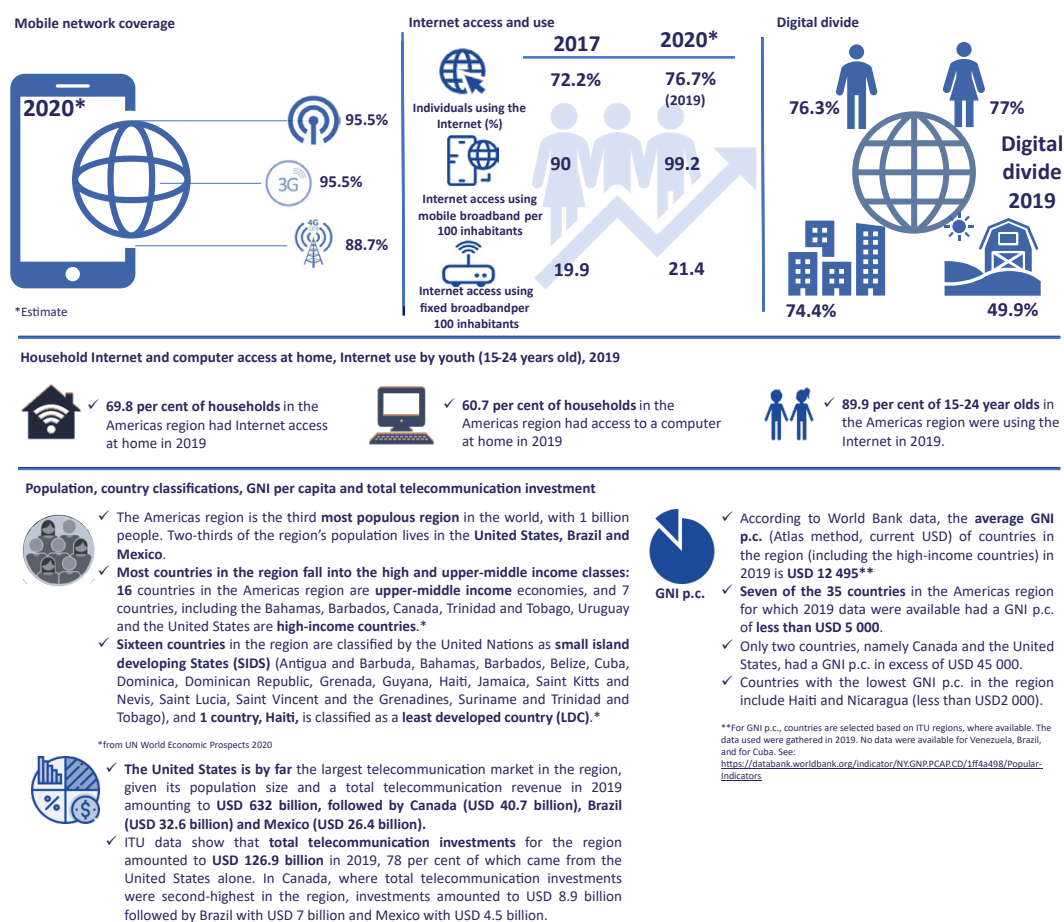 Mobile network coverage
2020*
95.5%
3G
95.5%
4G
88.7%
*Estimate
Internet access and use
2017
2020*
72.2%
76.7%
(2019)
Individuals using the
Internet (%)
90
99.2
Internet access using
mobile broadband per
100 inhabitants
19.9
21.4
Internet access using
fixed broadbandper
100 inhabitants
Digital divide
76.3%
77%
Digital
divide
2019
74.4%
49.9%
Household Internet and computer access at home, Internet use by youth (15-24 years old), 2019
✓ 69.8 per cent of households in the
Americas region had Internet access
at home in 2019
✓ 60.7 per cent of households in the
Americas region had access to a computer
at home in 2019
✓ 89.9 per cent of 15-24 year olds in
the Americas region were using the
Internet in 2019.
Population, country classifications, GNI per capita and total telecommunication investment
✓ The Americas region is the third most populous region in the world, with 1 billion
people. Two-thirds of the region's population lives in the United States, Brazil and
Mexico.
✓ Most countries in the region fall into the high and upper-middle income classes:
16 countries in the Americas region are upper-middle income economies, and 7
countries, including the Bahamas, Barbados, Canada, Trinidad and Tobago, Uruguay
and the United States are high-income countries.*
✓ Sixteen countries in the region are classified by the United Nations as small island
developing States (SIDS) (Antigua and Barbuda, Bahamas, Barbados, Belize, Cuba,
Dominica, Dominican Republic, Grenada, Guyana, Haiti, Jamaica, Saint Kitts and
Nevis, Saint Lucia, Saint Vincent and the Grenadines, Suriname and Trinidad and
Tobago), and 1 country, Haiti, is classified as a least developed country (LDC).*
*from UN World Economic Prospects 2020
✓ The United States is by far the largest telecommunication market in the region,
given its population size and a total telecommunication revenue in 2019
amounting to USD 632 billion, followed by Canada (USD 40.7 billion), Brazil
(USD 32.6 billion) and Mexico (USD 26.4 billion).
✓ ITU data show that total telecommunication investments for the region
amounted to USD 126.9 billion in 2019, 78 per cent of which came from the
United States alone. In Canada, where total telecommunication investments
were second-highest in the region, investments amounted to USD 8.9 billion
followed by Brazil with USD 7 billion and Mexico with USD 4.5 billion.
GNI p.c.
✓ According to World Bank data, the average GNI
p.c. (Atlas method, current USD) of countries in
the region (including the high-income countries) in
2019 is USD 12 495**
✓ Seven of the 35 countries in the Americas region
for which 2019 data were available had a GNI p.c.
of less than USD 5 000.
✓ Only two countries, namely Canada and the United
States, had a GNI p.c. in excess of USD 45 000.
✓ Countries with the lowest GNI p.c. in the region
include Haiti and Nicaragua (less than USD2 000).
**For GNI p.c., countries are selected based on ITU regions, where available. The
data used were gathered in 2019. No data were available for Venezuela, Brazil,
and for Cuba. See:
https://databank.worldbank.org/indicator/NY.GNP.PCAP.CD/1ff4a498/Popular-
Indicators